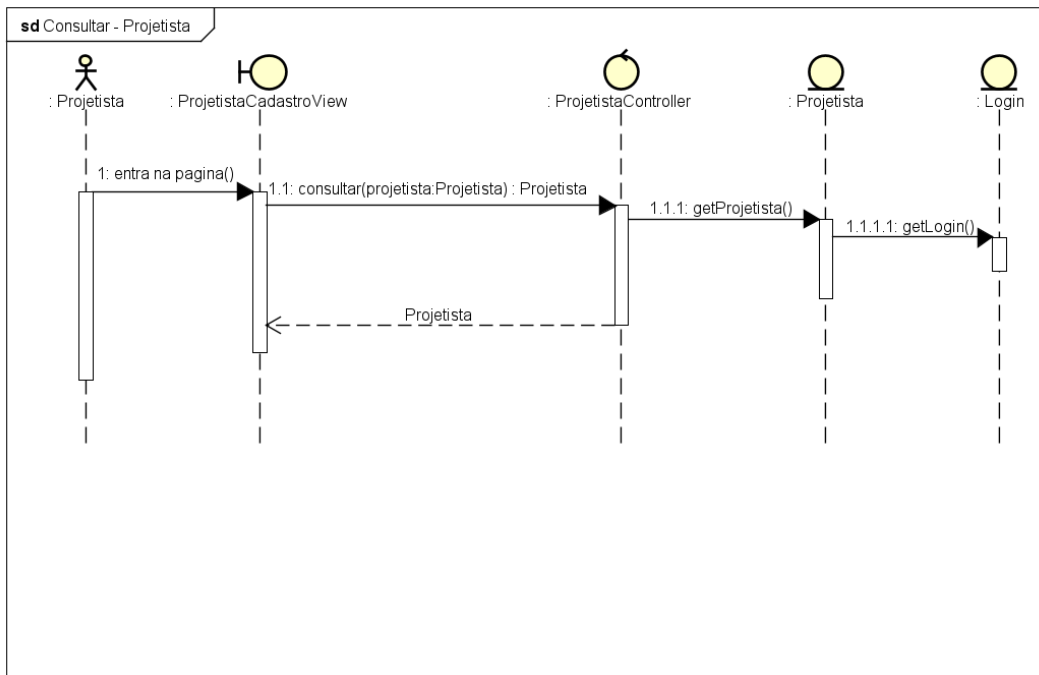 sd Consultar - Projetista
: Projetista
: ProjetistaCadastroView
: ProjetistaController
: Projetista
: Login
1: entra na pagina()
1.1: consultar(projetista:Projetista) : Projetista
1.1.1: getProjetista()
1.1.1.1: getLogin()
Projetista